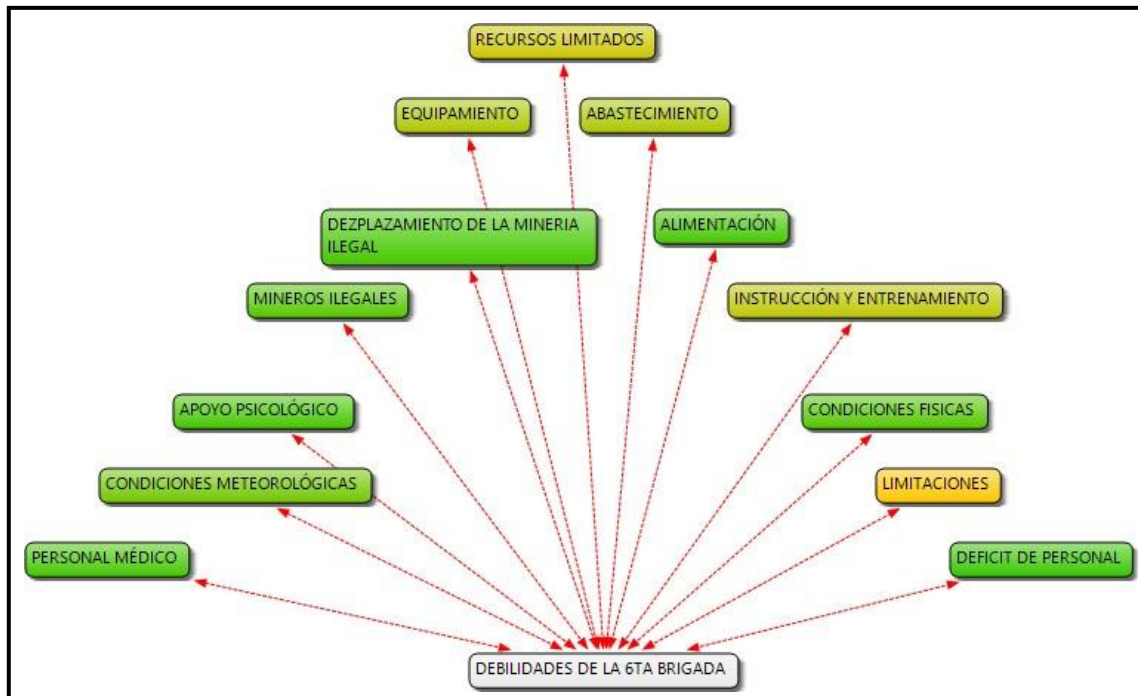 RECURSOS LIMITADOS
EQUIPAMIENTO
ABASTECIMIENTO
DEZPLAZAMIENTO DE LA MINERIA
ILEGAL
ALIMENTACIÓN
MINEROS ILEGALES
INSTRUCCIÓN Y ENTRENAMIENTO
APOYO PSICOLÓGICO
CONDICIONES FISICAS
CONDICIONES METEOROLÓGICAS
LIMITACIONES
PERSONAL MÉDICO
DEFICIT DE PERSONAL
DEBILIDADES DE LA 6TA BRIGADA